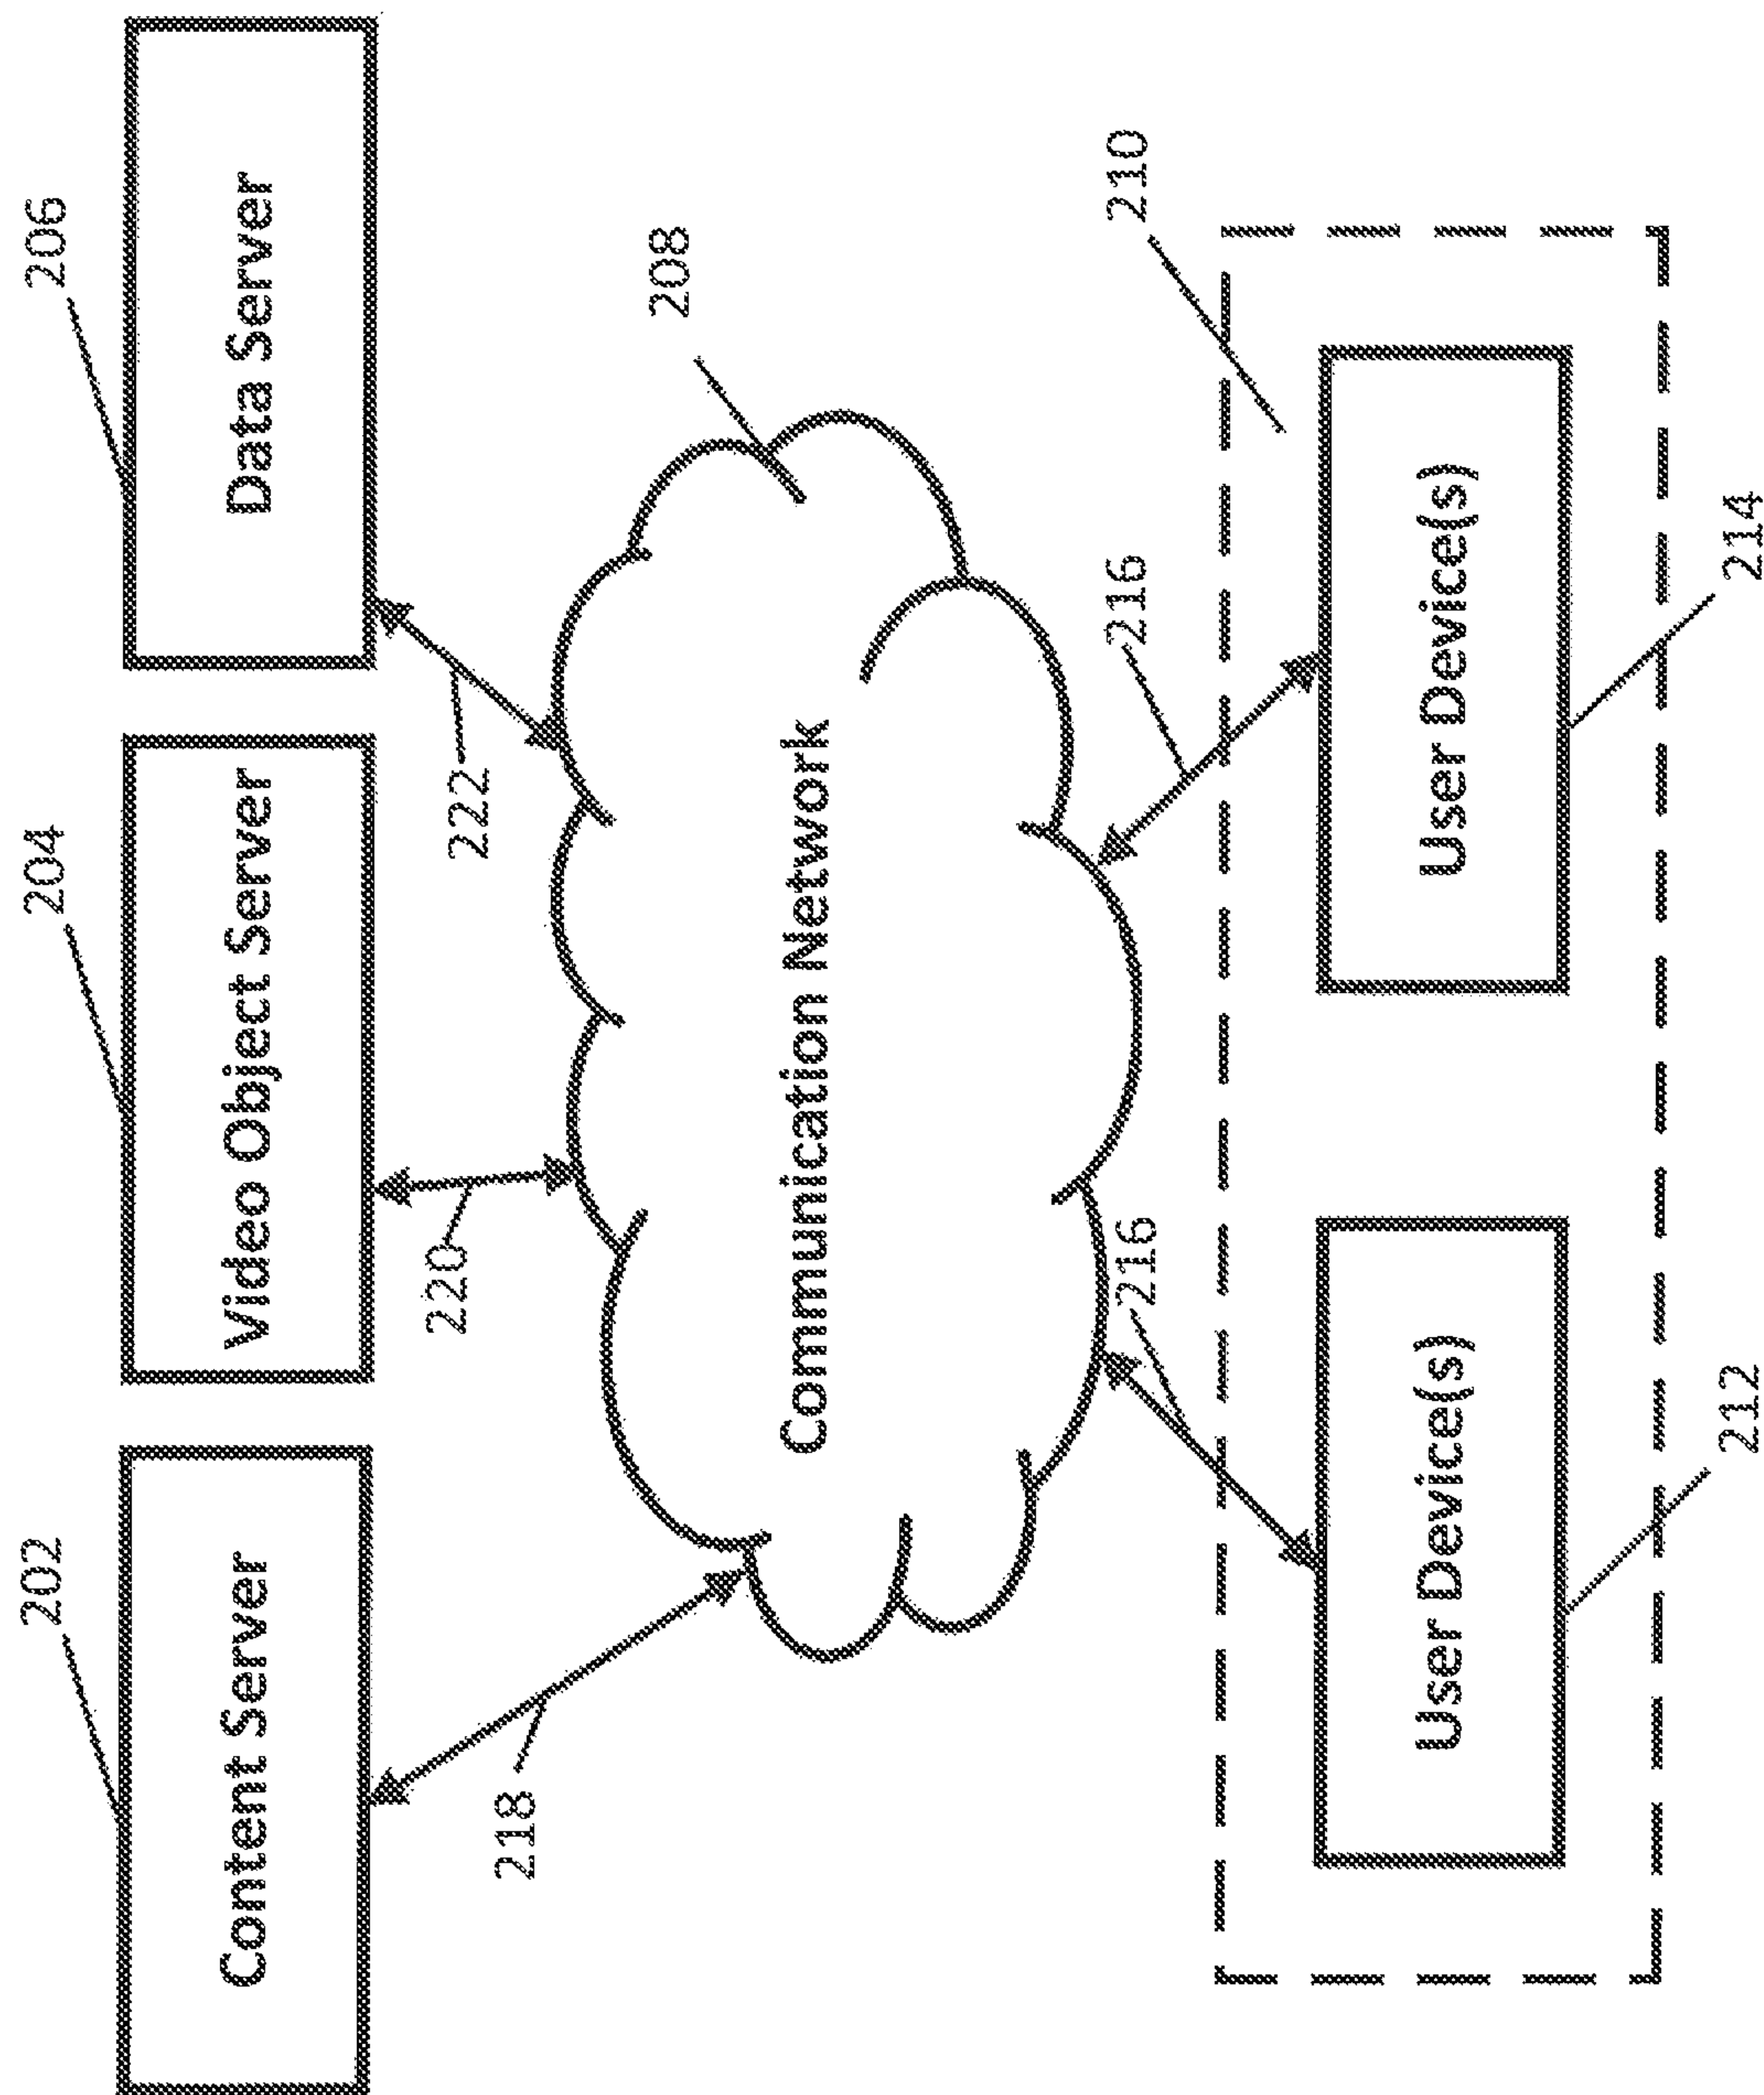 202
204
206
Content Server
Video Object Server
Data Server
218
220
222
208
Communication Network
216
216
210
User Device(s)
User Device(s)
212
214